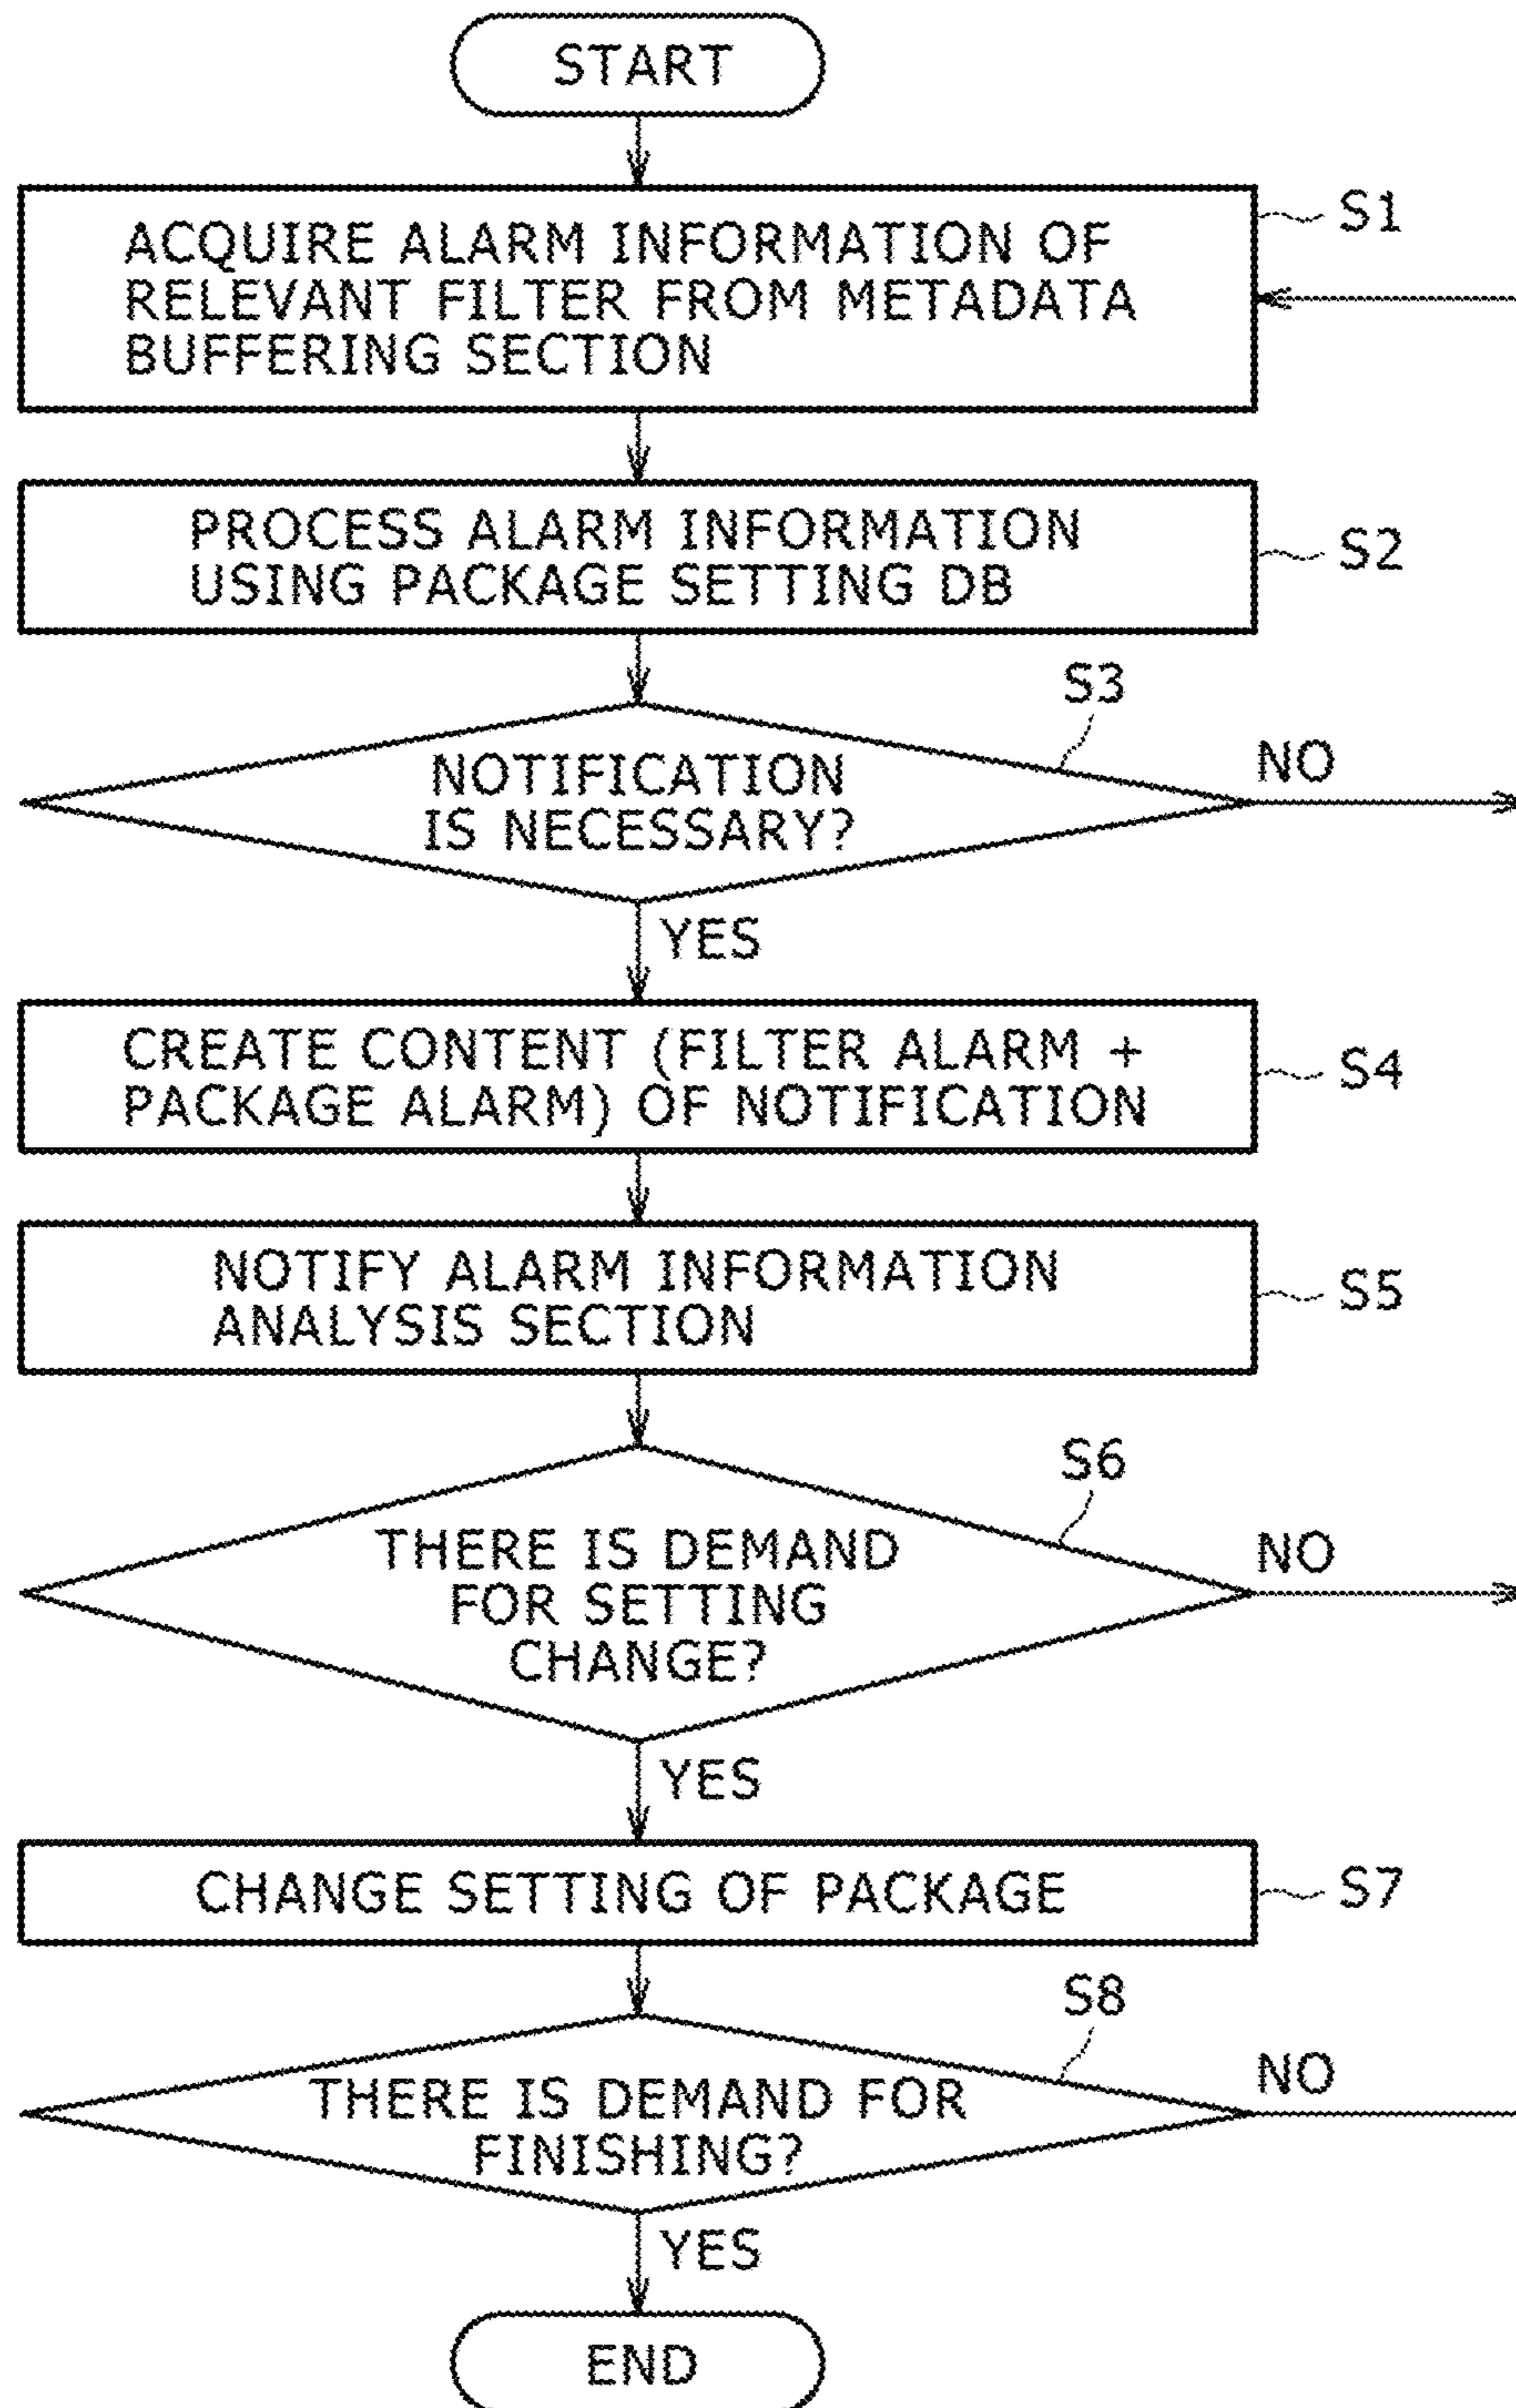 START
ACQUIRE ALARM INFORMATION OF
RELEVANT FILTER FROM METADATA
BUFFERING SECTION
S1
PROCESS ALARM INFORMATION
USING PACKAGE SETTING DB
S2
S3
NOTIFICATION
IS NECESSARY?
NO
YES
CREATE CONTENT (FILTER ALARM +
PACKAGE ALARM) OF NOTIFICATION
S4
NOTIFY ALARM INFORMATION
ANALYSIS SECTION
S5
S6
THERE IS DEMAND
FOR SETTING
CHANGE?
NO
YES
CHANGE SETTING OF PACKAGE
S7
S8
THERE IS DEMAND FOR
FINISHING?
NO
YES
END